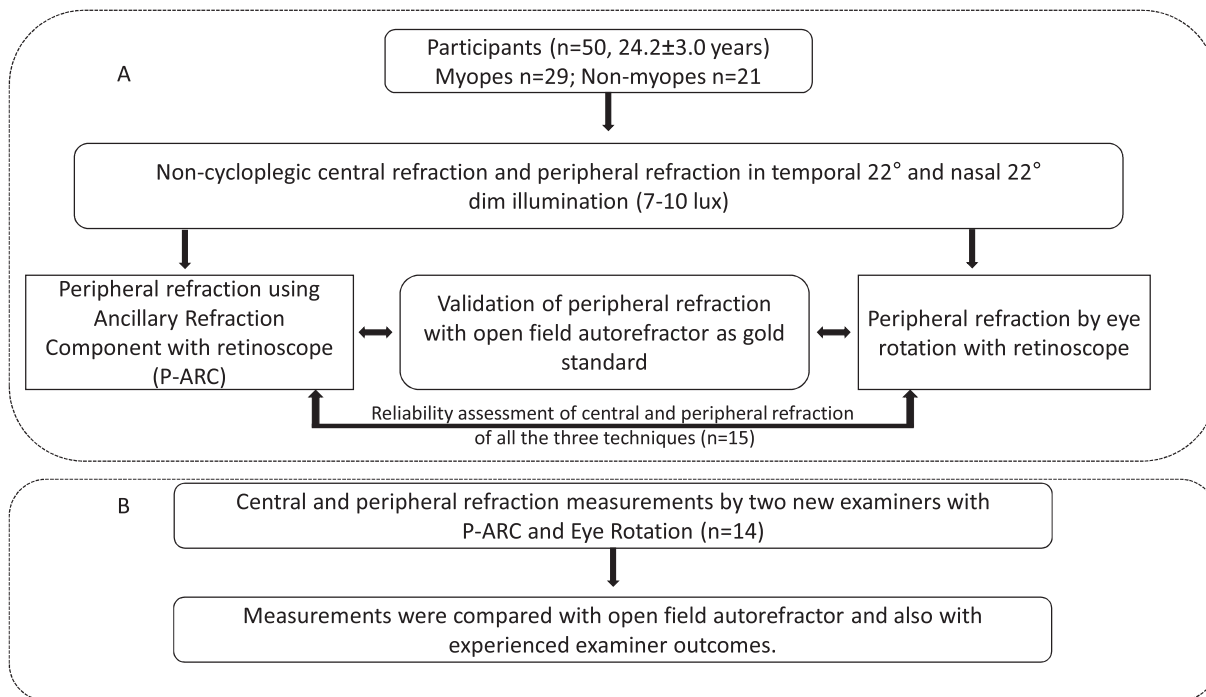 A
Participants (n=50, 24.2±3.0 years)
Myopes n=29; Non-myopes n=21
Non-cycloplegic central refraction and peripheral refraction in temporal 22° and nasal 22°
dim illumination (7-10 lux)
Peripheral refraction using
Ancillary Refraction
Component with retinoscope
(P-ARC)
Validation of peripheral refraction
with open field autorefractor as gold
standard
Peripheral refraction by eye
rotation with retinoscope
Reliability assessment of central and peripheral refraction
of all the three techniques (n=15)
B
Central and peripheral refraction measurements by two new examiners with
P-ARC and Eye Rotation (n=14)
Measurements were compared with open field autorefractor and also with
experienced examiner outcomes.